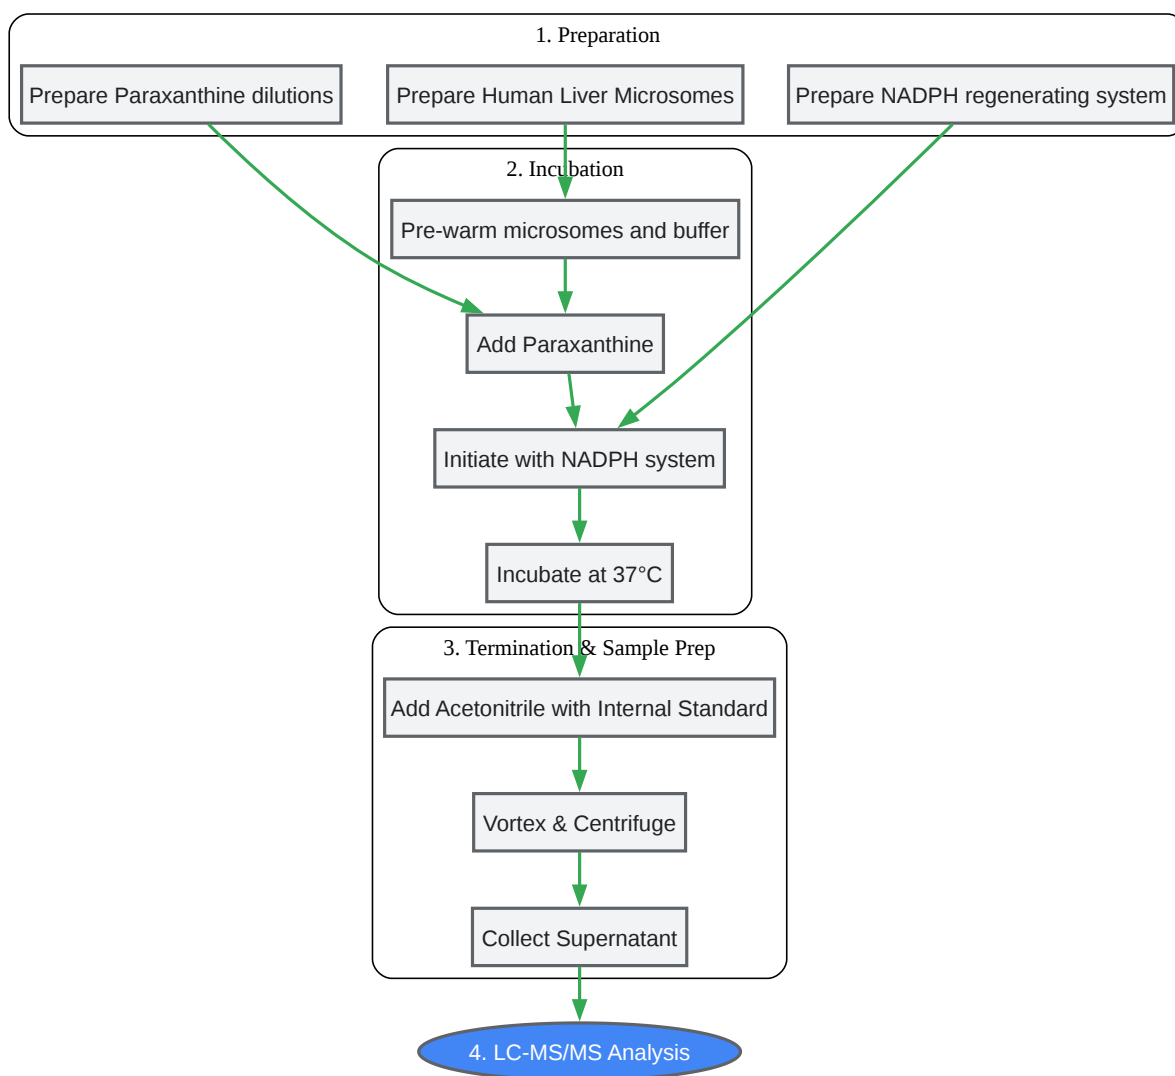 1. Preparation
Prepare Paraxanthine dilutions
Prepare Human Liver Microsomes
Prepare NADPH regenerating system
2. Incubation
Pre-warm microsomes and buffer
Add Paraxanthine
Initiate with NADPH system
Incubate at 37°C
3. Termination & Sample Prep
Add Acetonitrile with Internal Standard
Vortex & Centrifuge
Collect Supernatant
4. LC-MS/MS Analysis